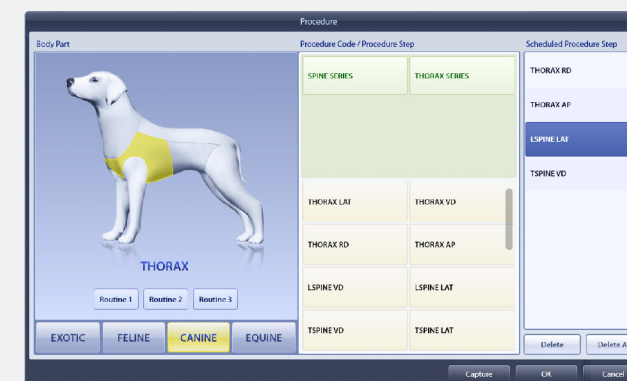 Procedure
Body Part
Procedure Code / Procedure Step
Scheduled Procedure Step
SPINE SERIES
THORAX SERIES
THORAX RD
THORAX AP
LSPINE LAT
TSPINE VD
THORAX LAT
THORAX VD
THORAX RD
THORAX AP
LSPINE VD
LSPINE LAT
TSPINE VD
TSPINE LAT
THORAX
Routine 1
Routine 2
Routine 3
EXOTIC
FELINE
CANINE
EQUINE
Delete
Delete A
Capture
OK
Cancel